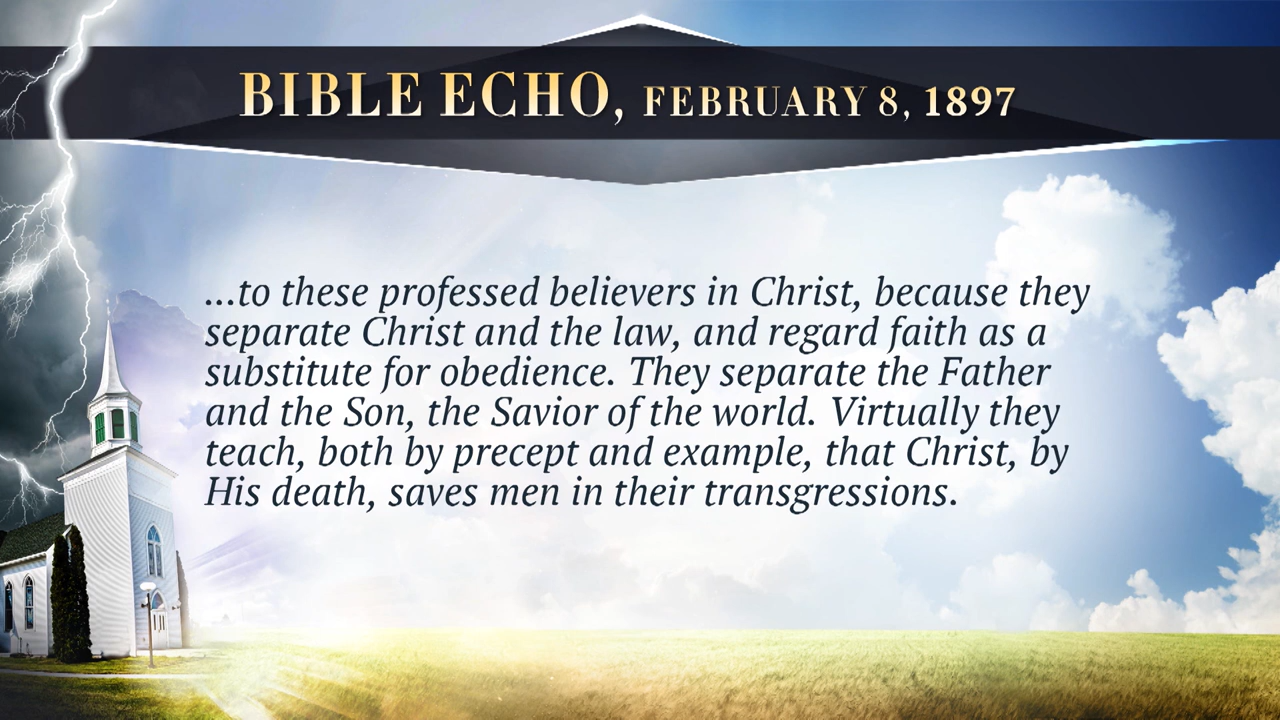 BIBLE ECHO, FEBRUARY 8, 1897
...to these professed believers in Christ, because they
separate Christ and the law, and regard faith as a
substitute for obedience. They separate the Father
and the Son, the Savior of the world. Virtually they
teach, both by precept and example, that Christ, by
His death, saves men in their transgressions.